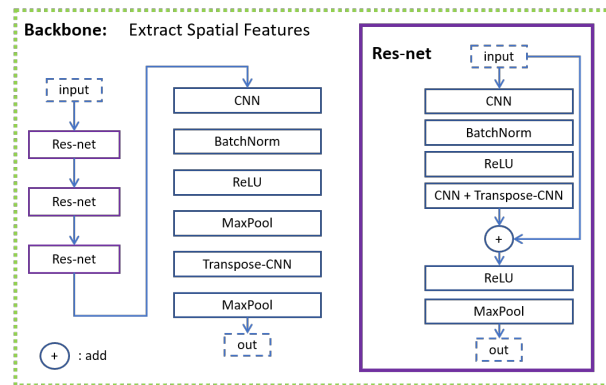 Backbone: Extract Spatial Features
input
Res-net
Res-net
Res-net
+ : add
CNN
BatchNorm
ReLU
MaxPool
Transpose-CNN
MaxPool
out
Res-net
input
CNN
BatchNorm
ReLU
CNN + Transpose-CNN
+
ReLU
MaxPool
out